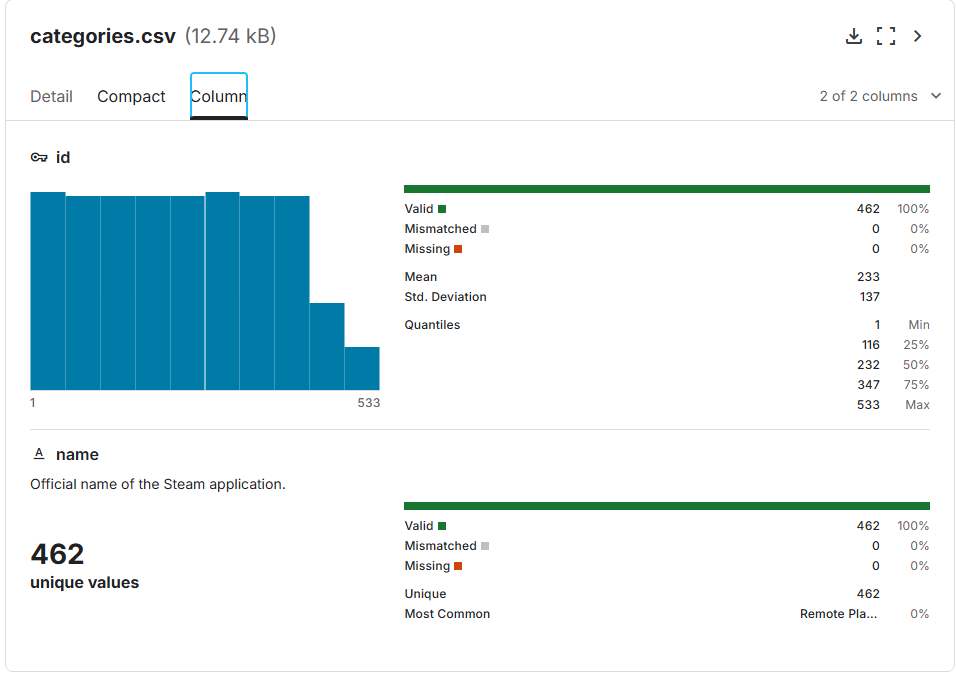 categories.csv (12.74 kB)
Detail Compact Column 2 of 2 columns
id
1 533
Valid 462 100%
Mismatched 0 0%
Missing 0 0%
Mean 233
Std. Deviation 137
Quantiles 1 Min
116 25%
232 50%
347 75%
533 Max
A name
Official name of the Steam application.
462
unique values
Valid 462 100%
Mismatched 0 0%
Missing 0 0%
Unique 462
Most Common Remote Pla... 0%